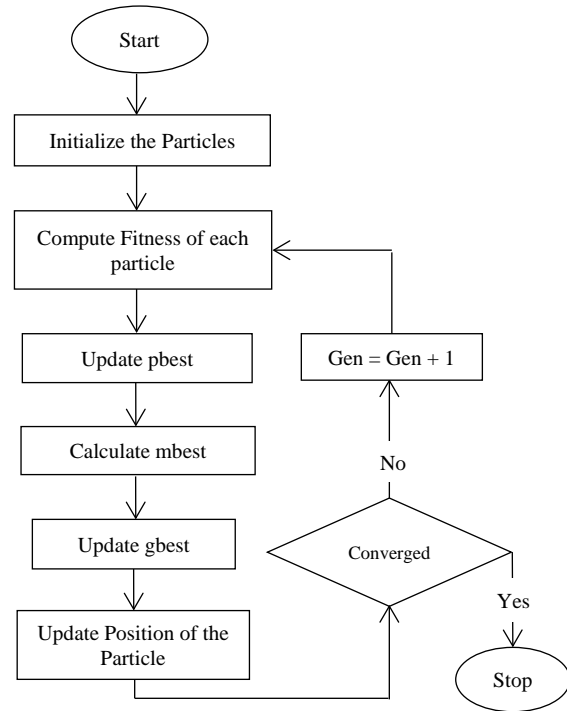 Start
Initialize the Particles
Compute Fitness of each
particle
Update pbest
Gen = Gen + 1
Calculate mbest
No
Update gbest
Converged
Yes
Update Position of the
Particle
Stop